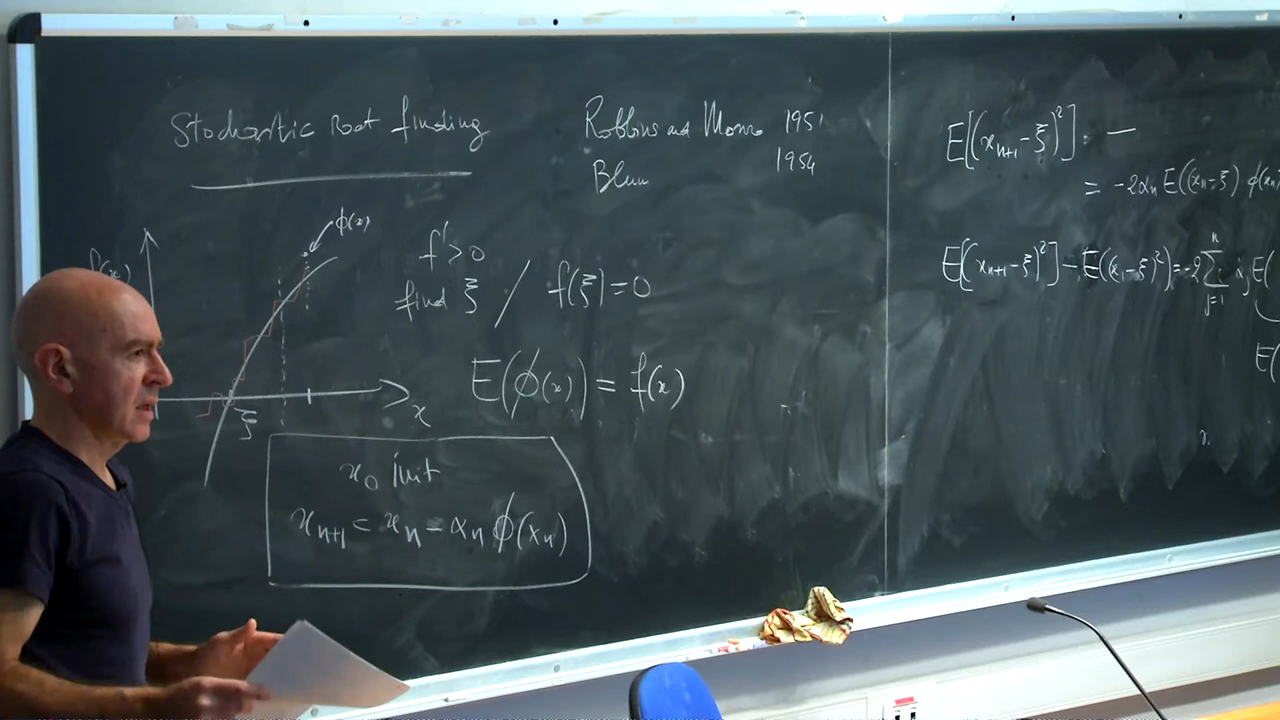 Stochastic Root finding
Robbins and Monro 1951
Blum 1954
f(x)
ϕ(x)
f' > 0
find ξ / f(ξ) = 0
E(ϕ(x)) = f(x)
ξ
x
x₀ init
xₙ₊₁ = xₙ − αₙ ϕ(xₙ)
E[(xₙ₊₁ − ξ)²] · —
= −2αₙ E((xₙ − ξ) ϕ(xₙ)
E[(xₙ₊₁ − ξ)²] − E((x₁ − ξ)²) = −2 ∑ⱼ₌₁ⁿ
E(
E(